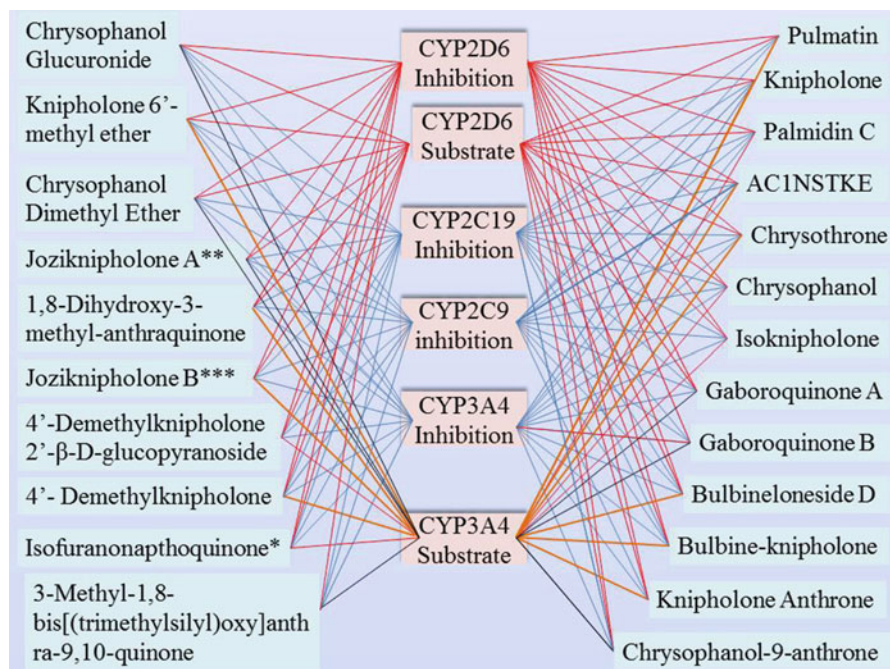 Chrysophanol
Glucuronide
Knipholone 6’-
methyl ether
Chrysophanol
Dimethyl Ether
Joziknipholone A**
1,8-Dihydroxy-3-
methyl-anthraquinone
Joziknipholone B***
4’-Demethylknipholone
2’-β-D-glucopyranoside
4’- Demethylknipholone
Isofuranonapthoquinone*
3-Methyl-1,8-
bis[(trimethylsilyl)oxy]anth
ra-9,10-quinone
CYP2D6
Inhibition
CYP2D6
Substrate
CYP2C19
Inhibition
CYP2C9
inhibition
CYP3A4
Inhibition
CYP3A4
Substrate
Pulmatin
Knipholone
Palmidin C
AC1NSTKE
Chrysothrone
Chrysophanol
Isoknipholone
Gaboroquinone A
Gaboroquinone B
Bulbineloneside D
Bulbine-knipholone
Knipholone Anthrone
Chrysophanol-9-anthrone